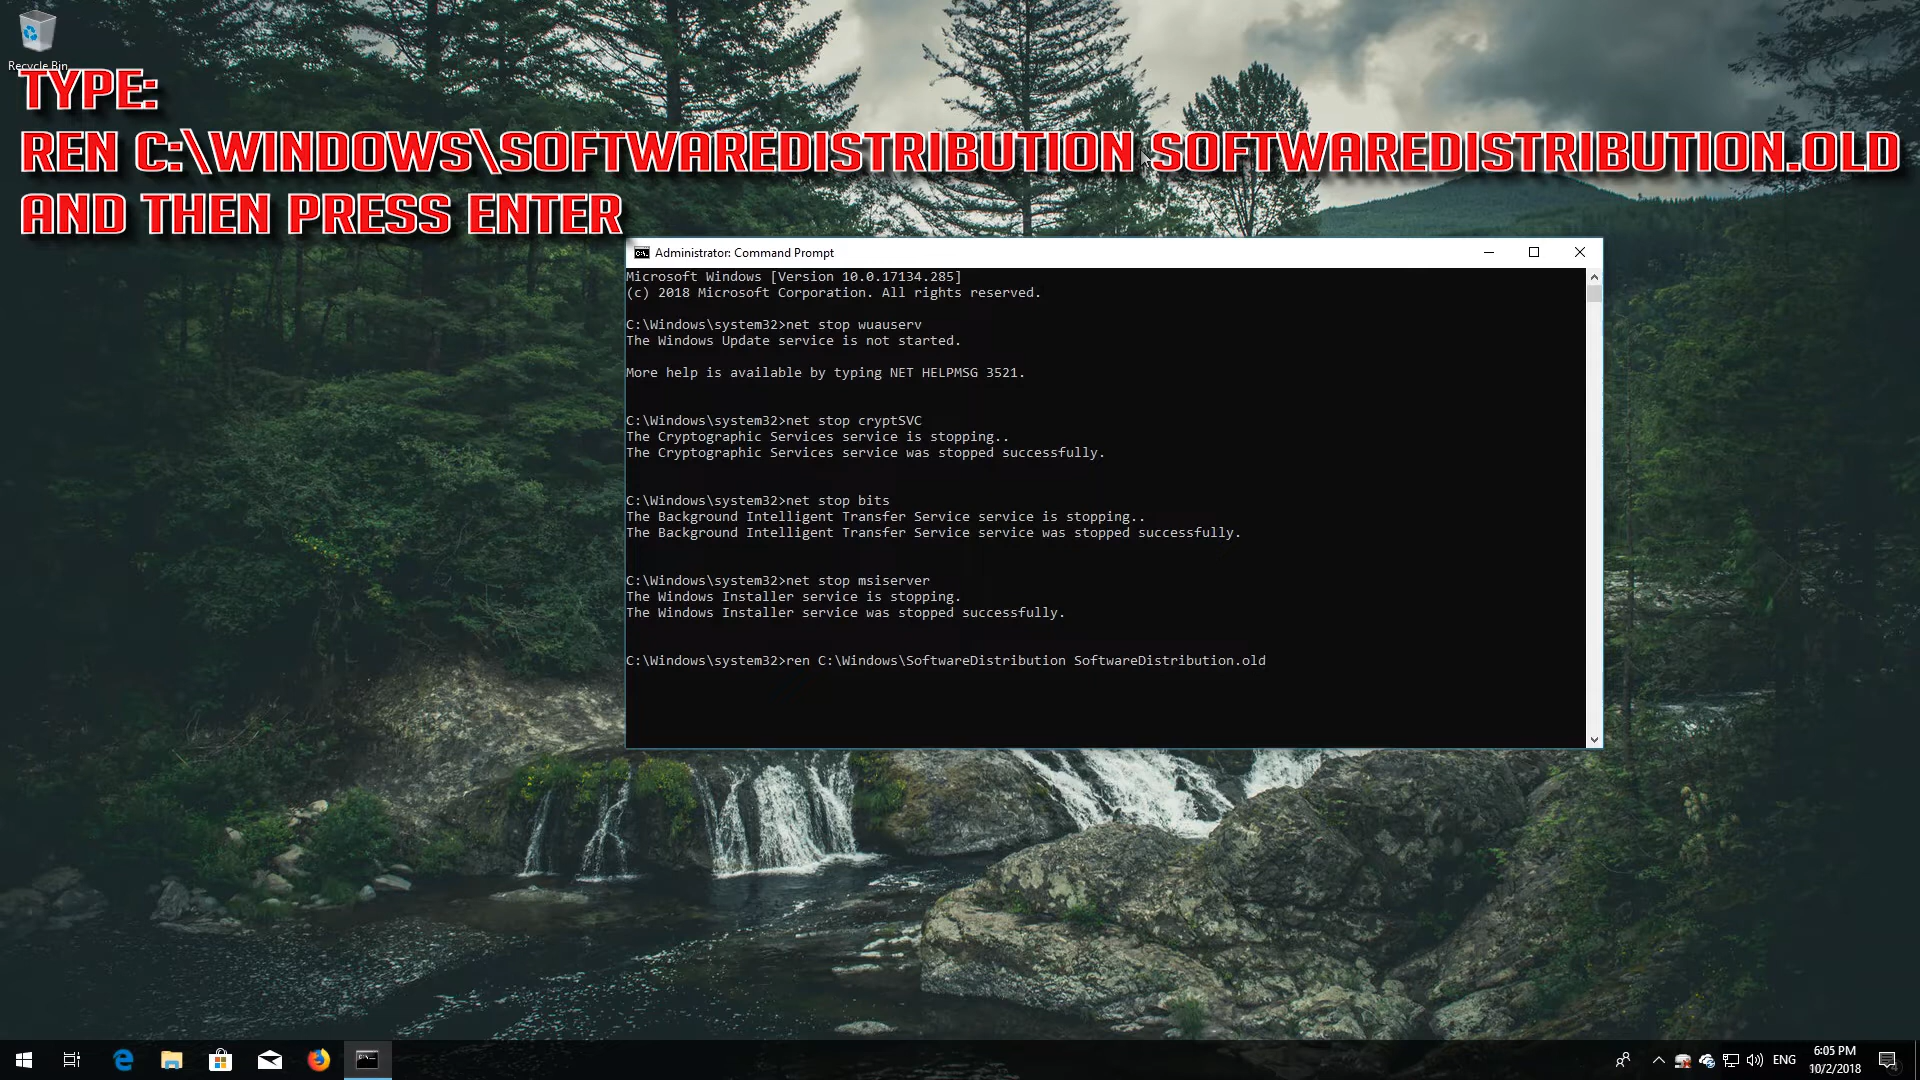 Recycle Bin
TYPE:
REN C:\WINDOWS\SOFTWAREDISTRIBUTION SOFTWAREDISTRIBUTION.OLD
AND THEN PRESS ENTER
Administrator: Command Prompt
Microsoft Windows [Version 10.0.17134.285]
(c) 2018 Microsoft Corporation. All rights reserved.
C:\Windows\system32>net stop wuauserv
The Windows Update service is not started.
More help is available by typing NET HELPMSG 3521.
C:\Windows\system32>net stop cryptSVC
The Cryptographic Services service is stopping..
The Cryptographic Services service was stopped successfully.
C:\Windows\system32>net stop bits
The Background Intelligent Transfer Service service is stopping..
The Background Intelligent Transfer Service service was stopped successfully.
C:\Windows\system32>net stop msiserver
The Windows Installer service is stopping.
The Windows Installer service was stopped successfully.
C:\Windows\system32>ren C:\Windows\SoftwareDistribution SoftwareDistribution.old
ENG
6:05 PM
10/2/2018